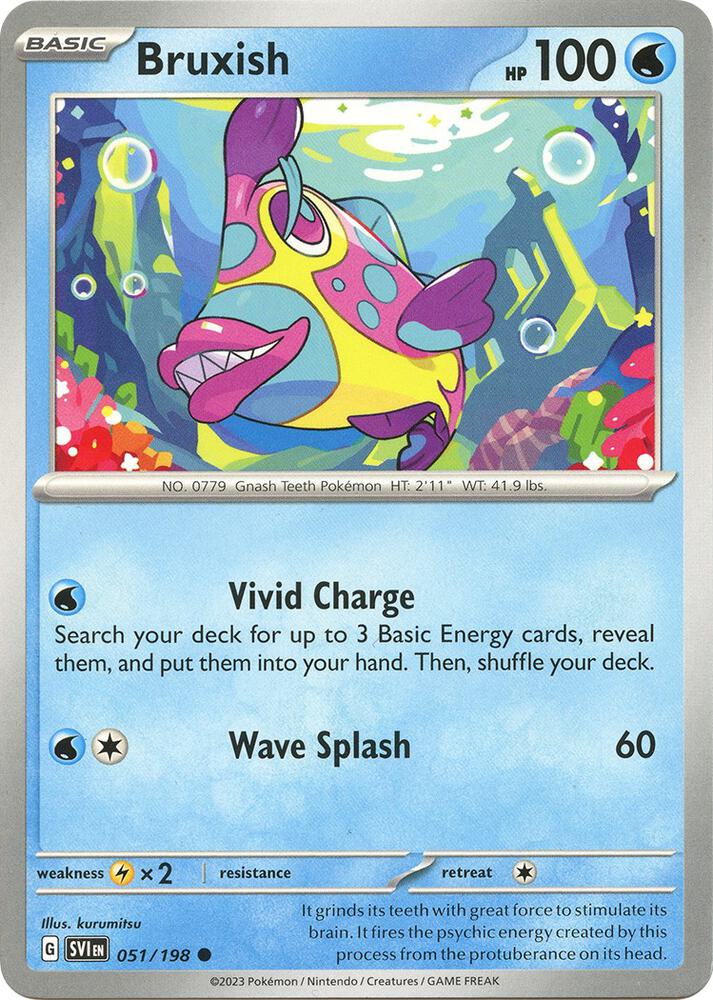 BASIC
Bruxish
HP 100
NO. 0779 Gnash Teeth Pokémon HT: 2'11" WT: 41.9 lbs.
Vivid Charge
Search your deck for up to 3 Basic Energy cards, reveal
them, and put them into your hand. Then, shuffle your deck.
Wave Splash 60
weakness ×2 resistance retreat
Illus. kurumitsu
G SVI EN 051/198
It grinds its teeth with great force to stimulate its
brain. It fires the psychic energy created by this
process from the protuberance on its head.
©2023 Pokémon / Nintendo / Creatures / GAME FREAK